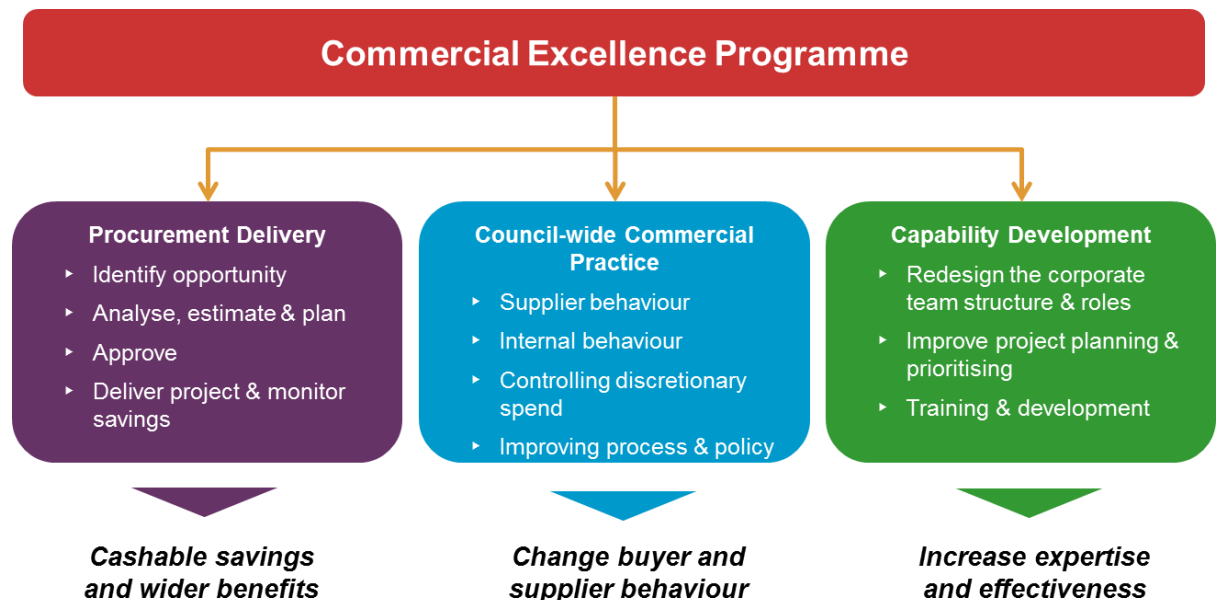 Commercial Excellence Programme
Procurement Delivery
‣ Identify opportunity
‣ Analyse, estimate & plan
‣ Approve
‣ Deliver project & monitor
savings
Council-wide Commercial
Practice
‣ Supplier behaviour
‣ Internal behaviour
‣ Controlling discretionary
spend
‣ Improving process & policy
Capability Development
‣ Redesign the corporate
team structure & roles
‣ Improve project planning &
prioritising
‣ Training & development
Cashable savings
and wider benefits
Change buyer and
supplier behaviour
Increase expertise
and effectiveness